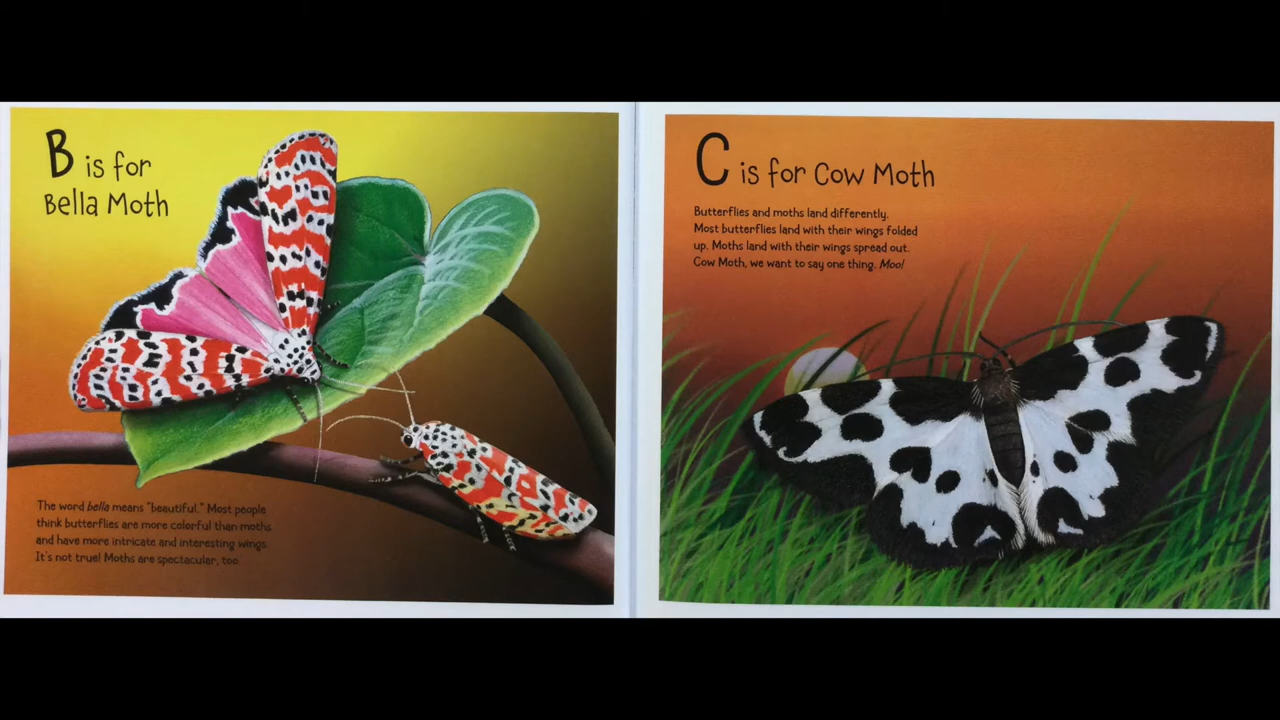 B is for
Bella Moth
The word bella means "beautiful." Most people
think butterflies are more colorful than moths
and have more intricate and interesting wings.
It's not true! Moths are spectacular, too.
C is for Cow Moth
Butterflies and moths land differently.
Most butterflies land with their wings folded
up. Moths land with their wings spread out.
Cow Moth, we want to say one thing. Moo!